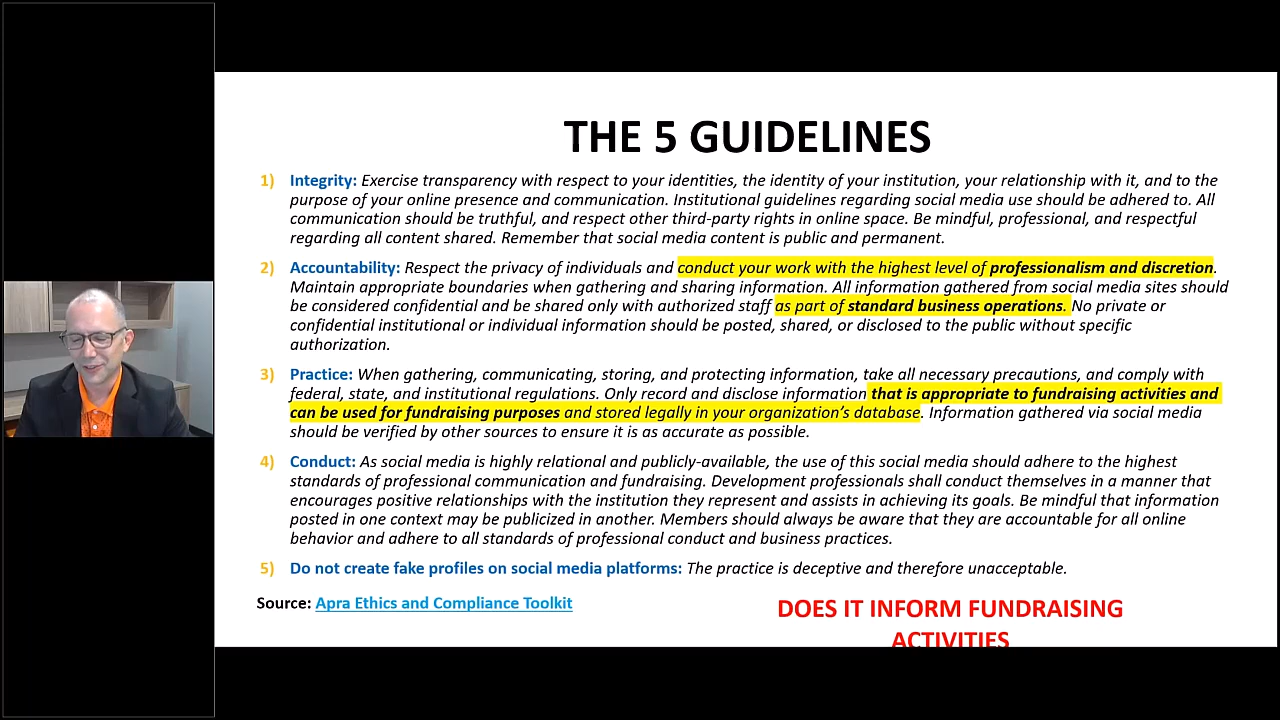 THE 5 GUIDELINES
1) Integrity: Exercise transparency with respect to your identities, the identity of your institution, your relationship with it, and to the
purpose of your online presence and communication. Institutional guidelines regarding social media use should be adhered to. All
communication should be truthful, and respect other third-party rights in online space. Be mindful, professional, and respectful
regarding all content shared. Remember that social media content is public and permanent.
2) Accountability: Respect the privacy of individuals and conduct your work with the highest level of professionalism and discretion.
Maintain appropriate boundaries when gathering and sharing information. All information gathered from social media sites should
be considered confidential and be shared only with authorized staff as part of standard business operations. No private or
confidential institutional or individual information should be posted, shared, or disclosed to the public without specific
authorization.
3) Practice: When gathering, communicating, storing, and protecting information, take all necessary precautions, and comply with
federal, state, and institutional regulations. Only record and disclose information that is appropriate to fundraising activities and
can be used for fundraising purposes and stored legally in your organization's database. Information gathered via social media
should be verified by other sources to ensure it is as accurate as possible.
4) Conduct: As social media is highly relational and publicly-available, the use of this social media should adhere to the highest
standards of professional communication and fundraising. Development professionals shall conduct themselves in a manner that
encourages positive relationships with the institution they represent and assists in achieving its goals. Be mindful that information
posted in one context may be publicized in another. Members should always be aware that they are accountable for all online
behavior and adhere to all standards of professional conduct and business practices.
5) Do not create fake profiles on social media platforms: The practice is deceptive and therefore unacceptable.
Source: Apra Ethics and Compliance Toolkit
DOES IT INFORM FUNDRAISING
ACTIVITIES